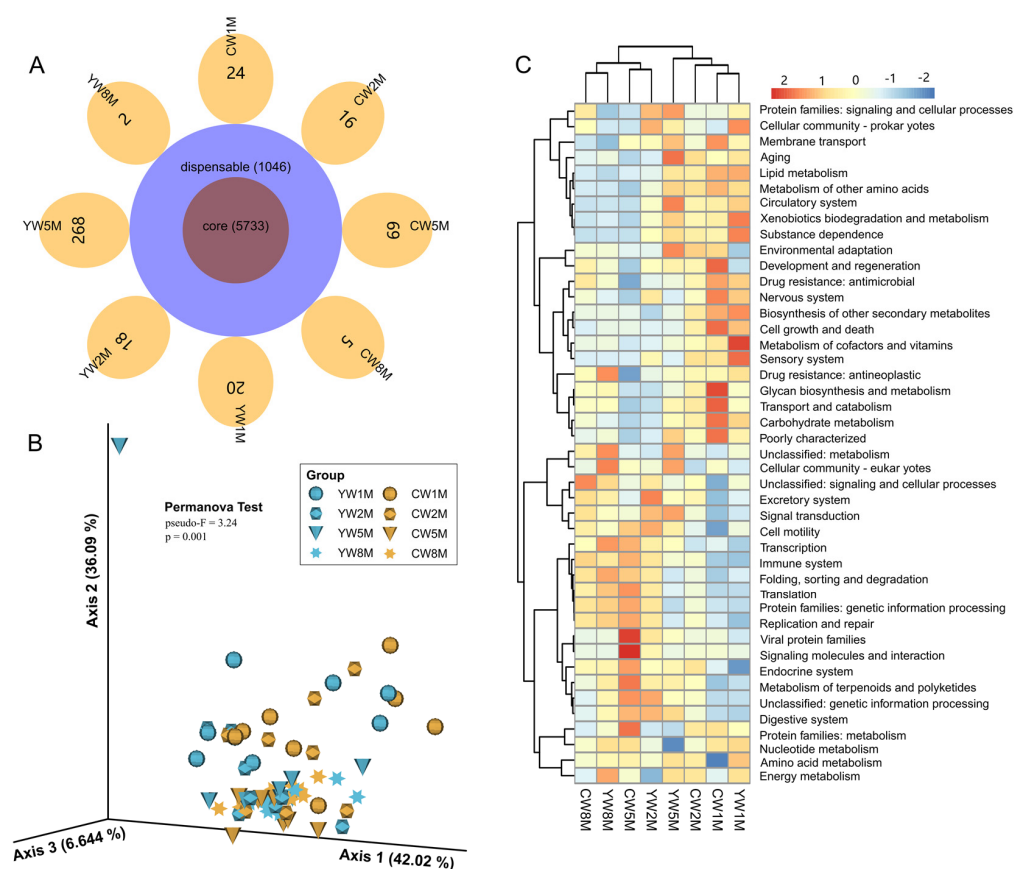 A
CW1M
24
CW2M
16
CW5M
69
CW8M
5
YW1M
20
YW2M
18
YW5M
268
YW8M
2
dispensable (1046)
core (5733)
B
Axis 2 (36.09 %)
Axis 3 (6.644 %)
Axis 1 (42.02 %)
Permanova Test
pseudo-F = 3.24
p = 0.001
Group
YW1M CW1M
YW2M CW2M
YW5M CW5M
YW8M CW8M
C
2 1 0 -1 -2
Protein families: signaling and cellular processes
Cellular community - prokar yotes
Membrane transport
Aging
Lipid metabolism
Metabolism of other amino acids
Circulatory system
Xenobiotics biodegradation and metabolism
Substance dependence
Environmental adaptation
Development and regeneration
Drug resistance: antimicrobial
Nervous system
Biosynthesis of other secondary metabolites
Cell growth and death
Metabolism of cofactors and vitamins
Sensory system
Drug resistance: antineoplastic
Glycan biosynthesis and metabolism
Transport and catabolism
Carbohydrate metabolism
Poorly characterized
Unclassified: metabolism
Cellular community - eukar yotes
Unclassified: signaling and cellular processes
Excretory system
Signal transduction
Cell motility
Transcription
Immune system
Folding, sorting and degradation
Translation
Protein families: genetic information processing
Replication and repair
Viral protein families
Signaling molecules and interaction
Endocrine system
Metabolism of terpenoids and polyketides
Unclassified: genetic information processing
Digestive system
Protein families: metabolism
Nucleotide metabolism
Amino acid metabolism
Energy metabolism
CW8M YW8M CW5M YW2M YW5M CW2M CW1M YW1M